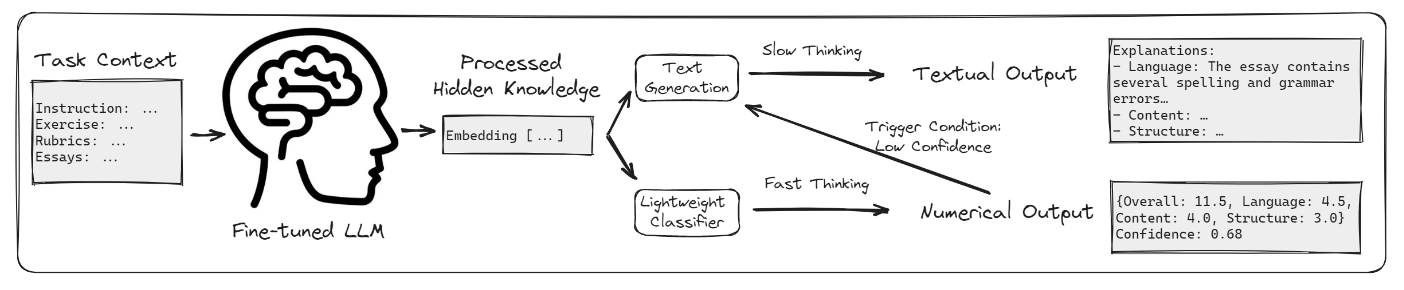 Task Context
Instruction: ...
Exercise: ...
Rubrics: ...
Essays: ...
Fine-tuned LLM
Processed
Hidden Knowledge
Embedding [...]
Text
Generation
Slow Thinking
Textual Output
Explanations:
- Language: The essay contains
several spelling and grammar
errors…
- Content: …
- Structure: …
Trigger Condition:
Low Confidence
Lightweight
Classifier
Fast Thinking
Numerical Output
{Overall: 11.5, Language: 4.5,
Content: 4.0, Structure: 3.0}
Confidence: 0.68